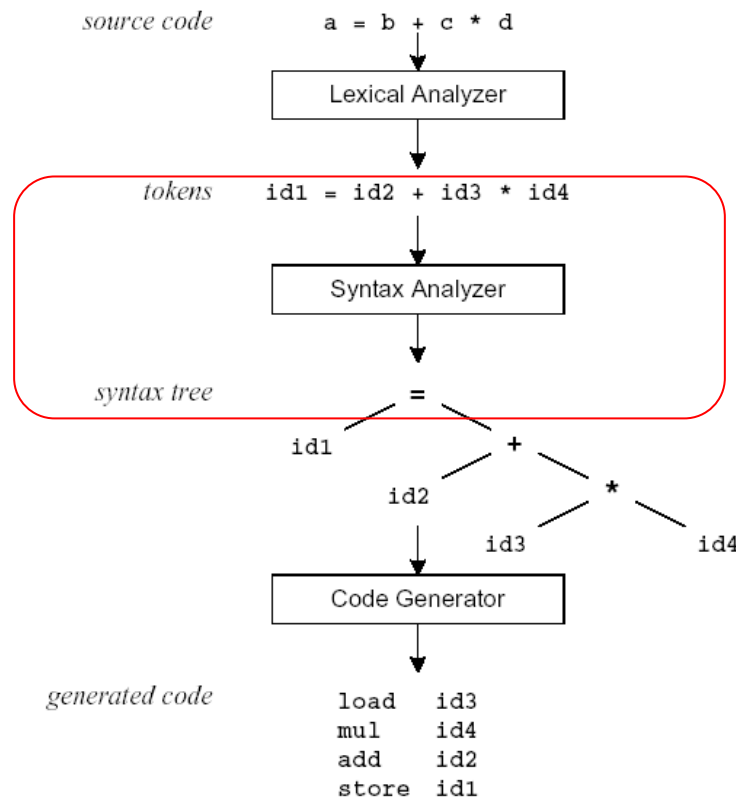 source code a = b + c * d
Lexical Analyzer
tokens id1 = id2 + id3 * id4
Syntax Analyzer
syntax tree =
id1 +
id2 *
id3 id4
Code Generator
generated code load id3
mul id4
add id2
store id1